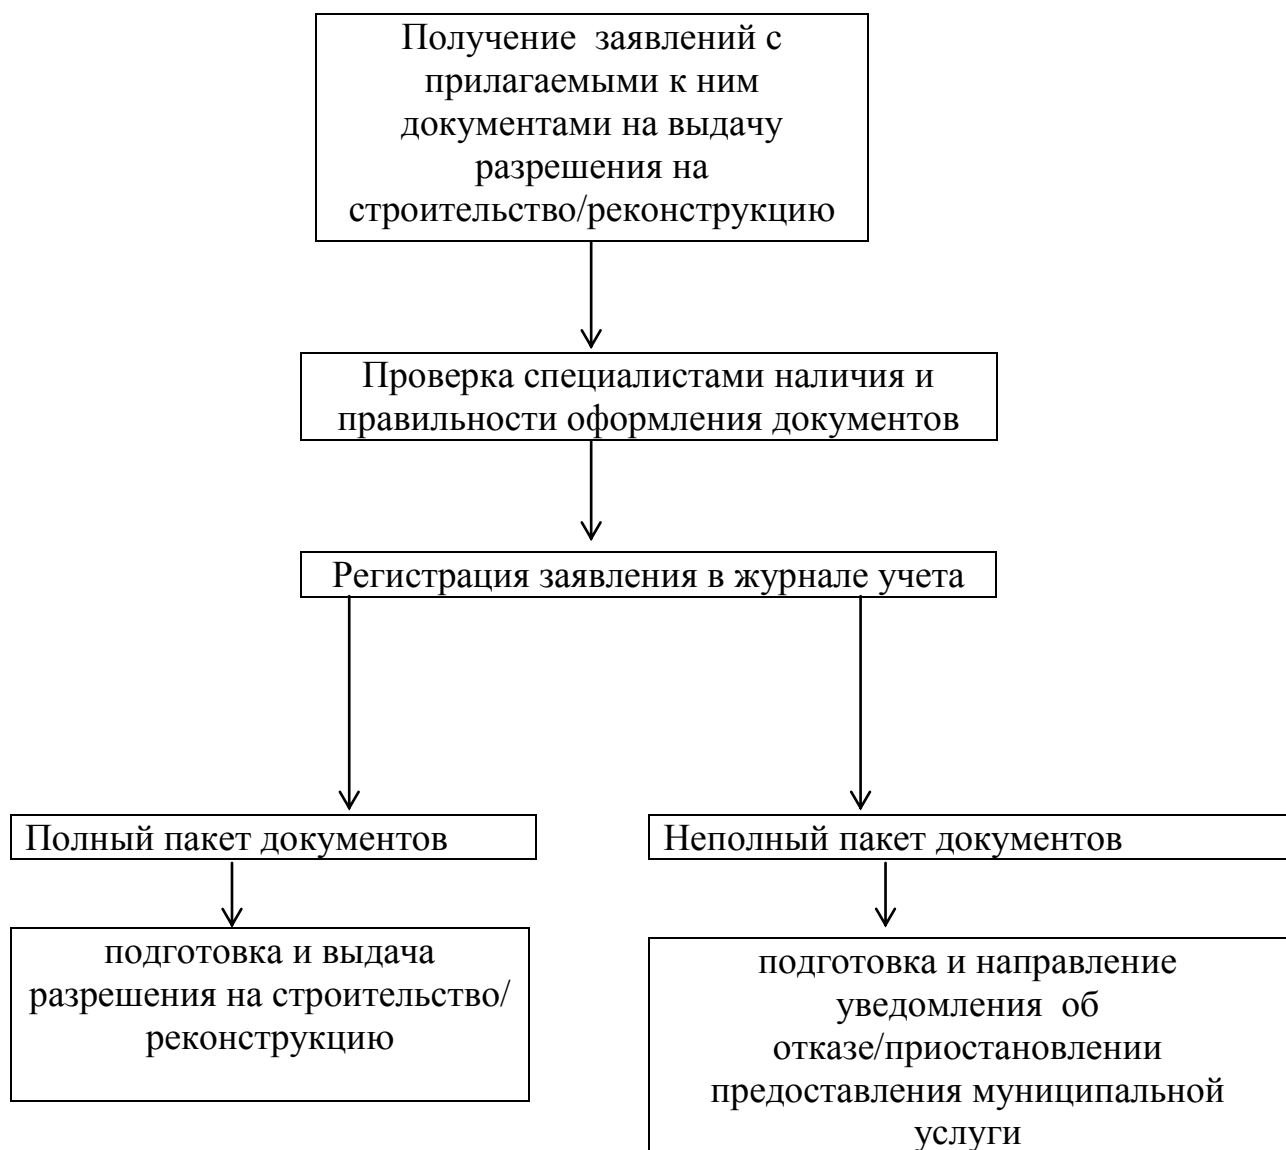 Получение заявлений с
прилагаемыми к ним
документами на выдачу
разрешения на
строительство/реконструкцию
Проверка специалистами наличия и
правильности оформления документов
Регистрация заявления в журнале учета
Полный пакет документов
Неполный пакет документов
подготовка и выдача
разрешения на строительство/
реконструкцию
подготовка и направление
уведомления об
отказе/приостановлении
предоставления муниципальной
услуги